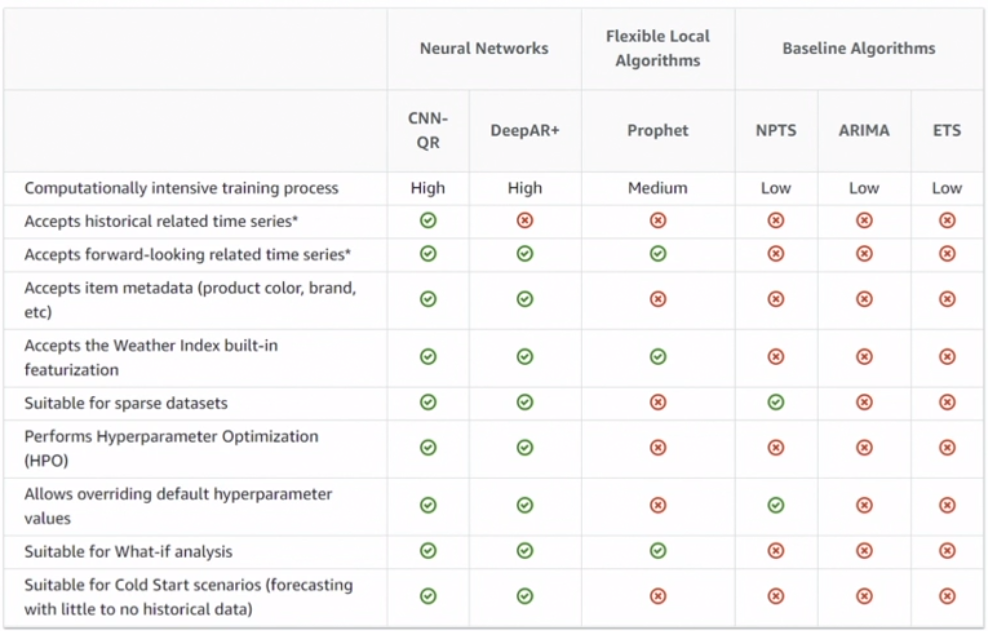 Neural Networks
Flexible Local
Algorithms
Baseline Algorithms
CNN-
QR
DeepAR+
Prophet
NPTS
ARIMA
ETS
Computationally intensive training process High High Medium Low Low Low
Accepts historical related time series*
Accepts forward-looking related time series*
Accepts item metadata (product color, brand,
etc)
Accepts the Weather Index built-in
featurization
Suitable for sparse datasets
Performs Hyperparameter Optimization
(HPO)
Allows overriding default hyperparameter
values
Suitable for What-if analysis
Suitable for Cold Start scenarios (forecasting
with little to no historical data)